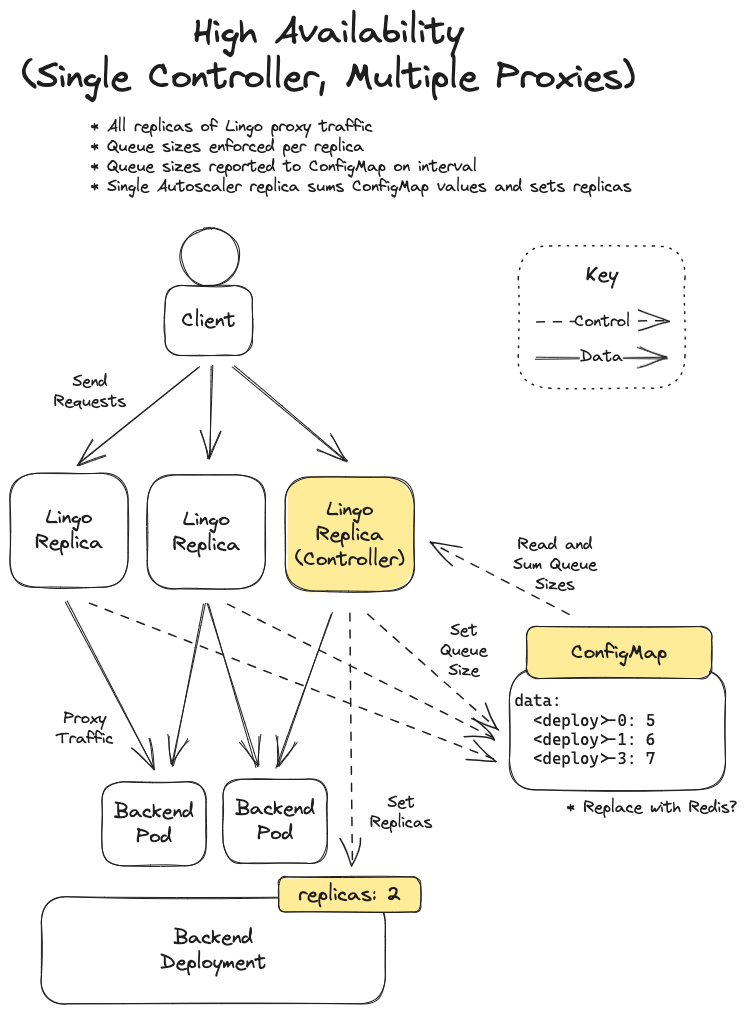 High Availability
(Single Controller, Multiple Proxies)
* All replicas of Lingo proxy traffic
* Queue sizes enforced per replica
* Queue sizes reported to ConfigMap on interval
* Single Autoscaler replica sums ConfigMap values and sets replicas
Client
Key
Control
Data
Send
Requests
Lingo
Replica
Lingo
Replica
Lingo
Replica
(Controller)
Read and
Sum Queue
Sizes
Set
Queue
Size
ConfigMap
data:
<deploy>-0: 5
<deploy>-1: 6
<deploy>-3: 7
* Replace with Redis?
Proxy
Traffic
Backend
Pod
Backend
Pod
Set
Replicas
replicas: 2
Backend
Deployment